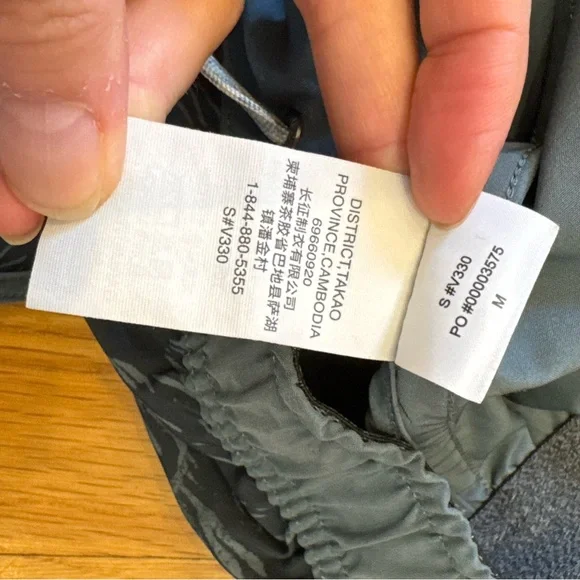 DISTRICT,TAKAO
PROVINCE,CAMBODIA
69660920
长征制衣有限公司
柬埔寨茶胶省巴地县萨湖
镇潘金村
1-844-880-5355
S#V330
S #V330
PO #00003575
M